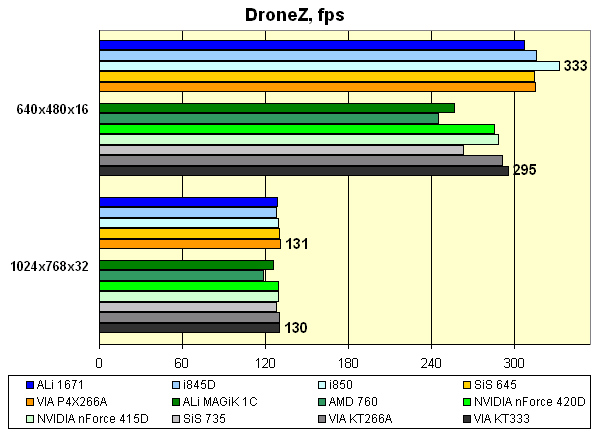 DroneZ, fps
333
640x480x16
295
131
1024x768x32
130
0 60 120 180 240 300
ALi 1671 i845D i850 SiS 645
VIA P4X266A ALi MAGiK 1C AMD 760 NVIDIA nForce 420D
NVIDIA nForce 415D SiS 735 VIA KT266A VIA KT333